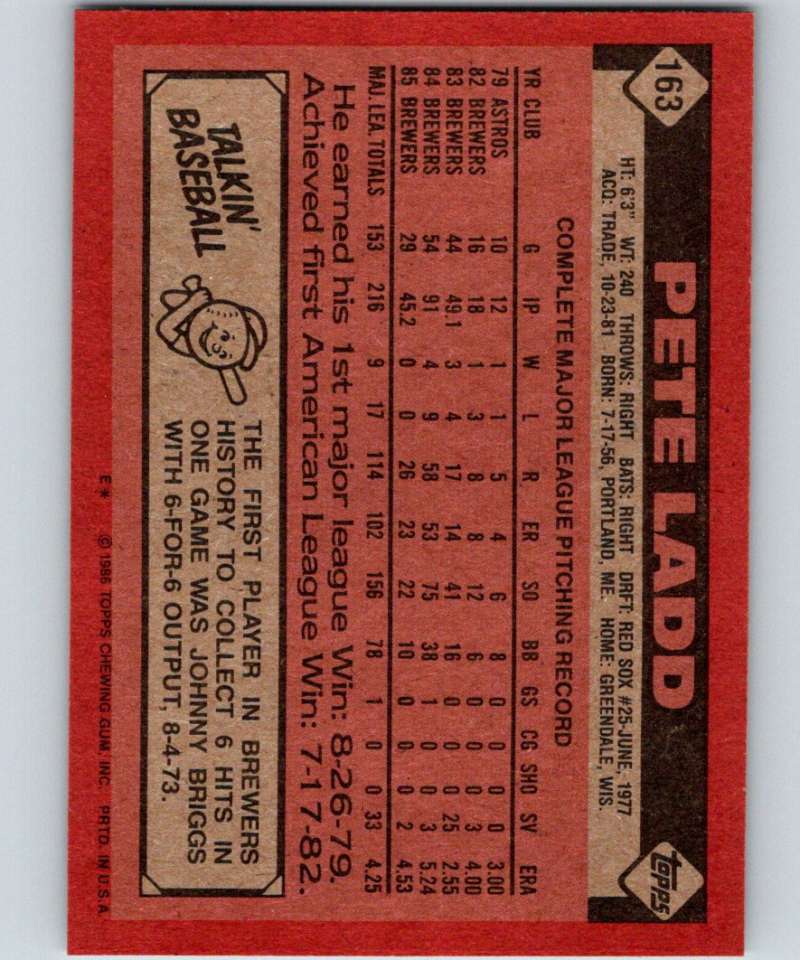 163
PETE LADD
topps
HT: 6'3" WT: 240 THROWS: RIGHT BATS: RIGHT DRFT: RED SOX #25-JUNE, 1977
ACQ: TRADE, 10-23-81 BORN: 7-17-56, PORTLAND, ME. HOME: GREENDALE, WIS.
COMPLETE MAJOR LEAGUE PITCHING RECORD
YR CLUB G IP W L R ER SO BB GS CG SHO SV ERA
79 ASTROS 10 12 1 1 5 4 6 8 0 0 0 0 3.00
82 BREWERS 16 18 1 3 8 8 12 6 0 0 0 3 4.00
83 BREWERS 44 49.1 3 4 17 14 41 16 0 0 0 25 2.55
84 BREWERS 54 91 4 9 58 53 75 38 1 0 0 3 5.24
85 BREWERS 29 45.2 0 0 26 23 22 10 0 0 0 2 4.53
MAJ. LEA. TOTALS 153 216 9 17 114 102 156 78 1 0 0 33 4.25
He earned his 1st major league Win: 8-26-79.
Achieved first American League Win: 7-17-82.
TALKIN'
BASEBALL
THE FIRST PLAYER IN BREWERS
HISTORY TO COLLECT 6 HITS IN
ONE GAME WAS JOHNNY BRIGGS
WITH 6-FOR-6 OUTPUT, 8-4-73.
E* © 1986 TOPPS CHEWING GUM, INC. PRTD. IN U.S.A.